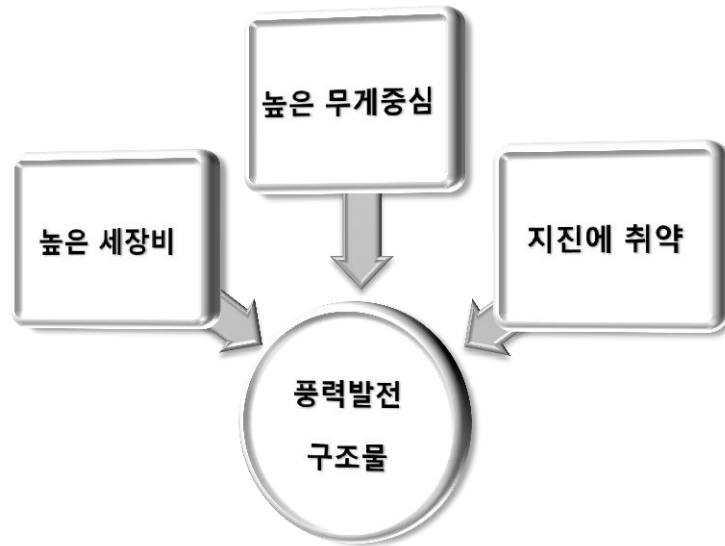 높은 무게중심
높은 세장비
지진에 취약
풍력발전
구조물